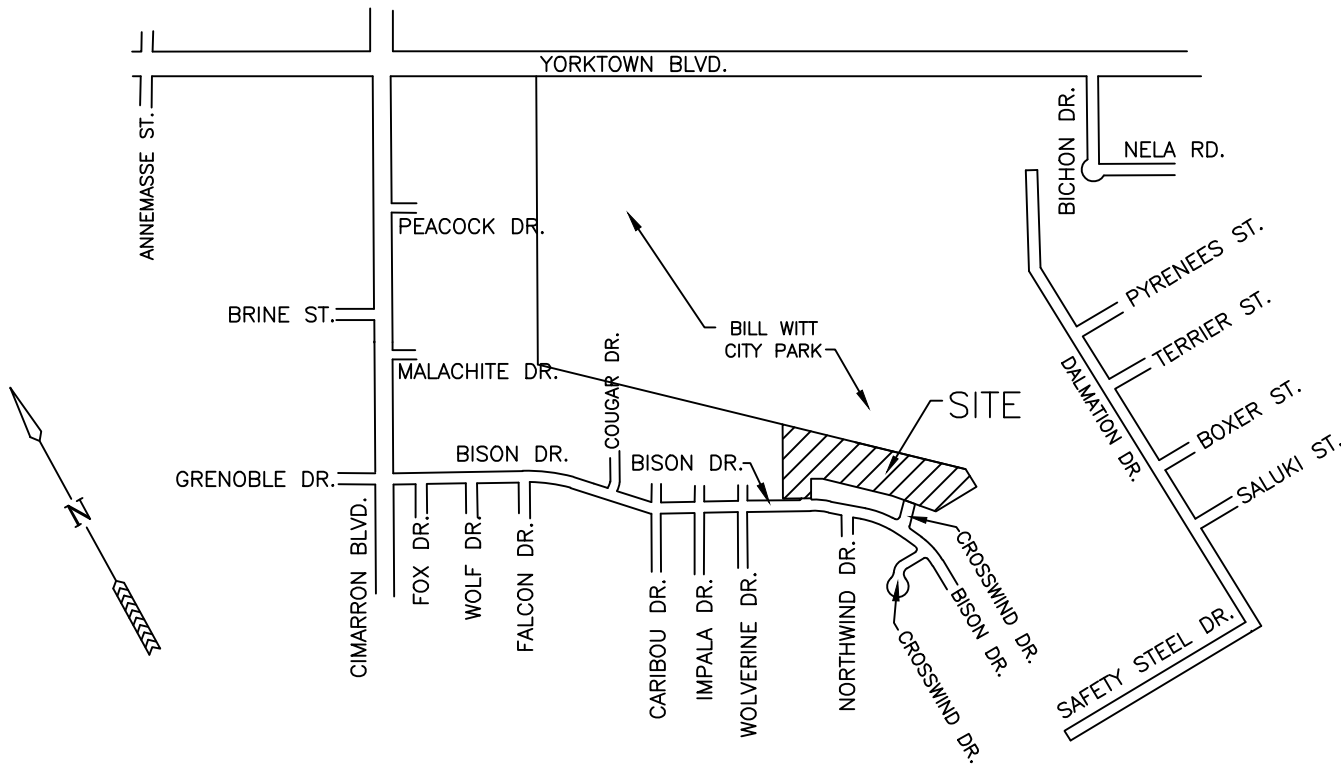 YORKTOWN BLVD.
ANNEMASSE ST.
BICHON DR.
NELA RD.
PEACOCK DR.
PYRENEES ST.
BRINE ST.
TERRIER ST.
BILL WITT
CITY PARK
MALACHITE DR.
COUGAR DR.
DALMATION DR.
SITE
BOXER ST.
BISON DR.
BISON DR.
GRENOBLE DR.
SALUKI ST.
N
CIMARRON BLVD.
FOX DR.
WOLF DR.
FALCON DR.
CARIBOU DR.
IMPALA DR.
WOLVERINE DR.
NORTHWIND DR.
CROSSWIND DR.
BISON DR.
CROSSWIND DR.
SAFETY STEEL DR.